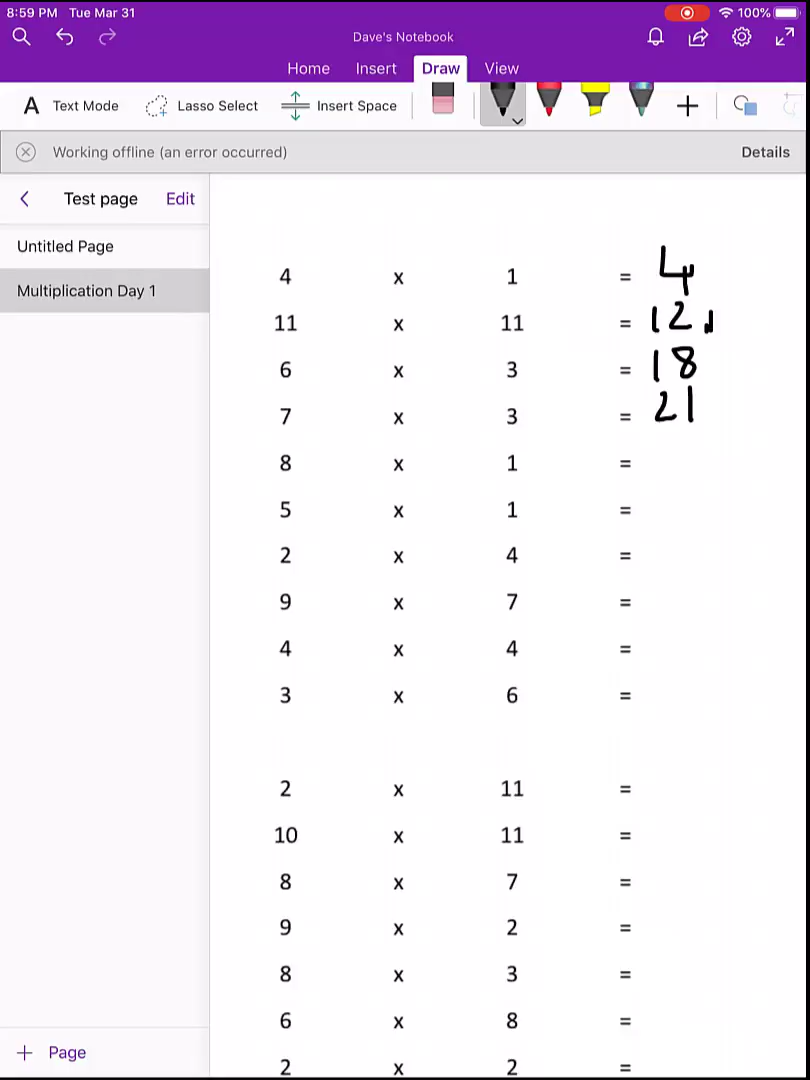 8:59 PM Tue Mar 31 100%
Dave's Notebook
Home Insert Draw View
A Text Mode Lasso Select Insert Space
Working offline (an error occurred) Details
Test page Edit
Untitled Page
Multiplication Day 1
4 x 1 = 4
11 x 11 = 121
6 x 3 = 18
7 x 3 = 21
8 x 1 =
5 x 1 =
2 x 4 =
9 x 7 =
4 x 4 =
3 x 6 =
2 x 11 =
10 x 11 =
8 x 7 =
9 x 2 =
8 x 3 =
6 x 8 =
2 x 2 =
+ Page